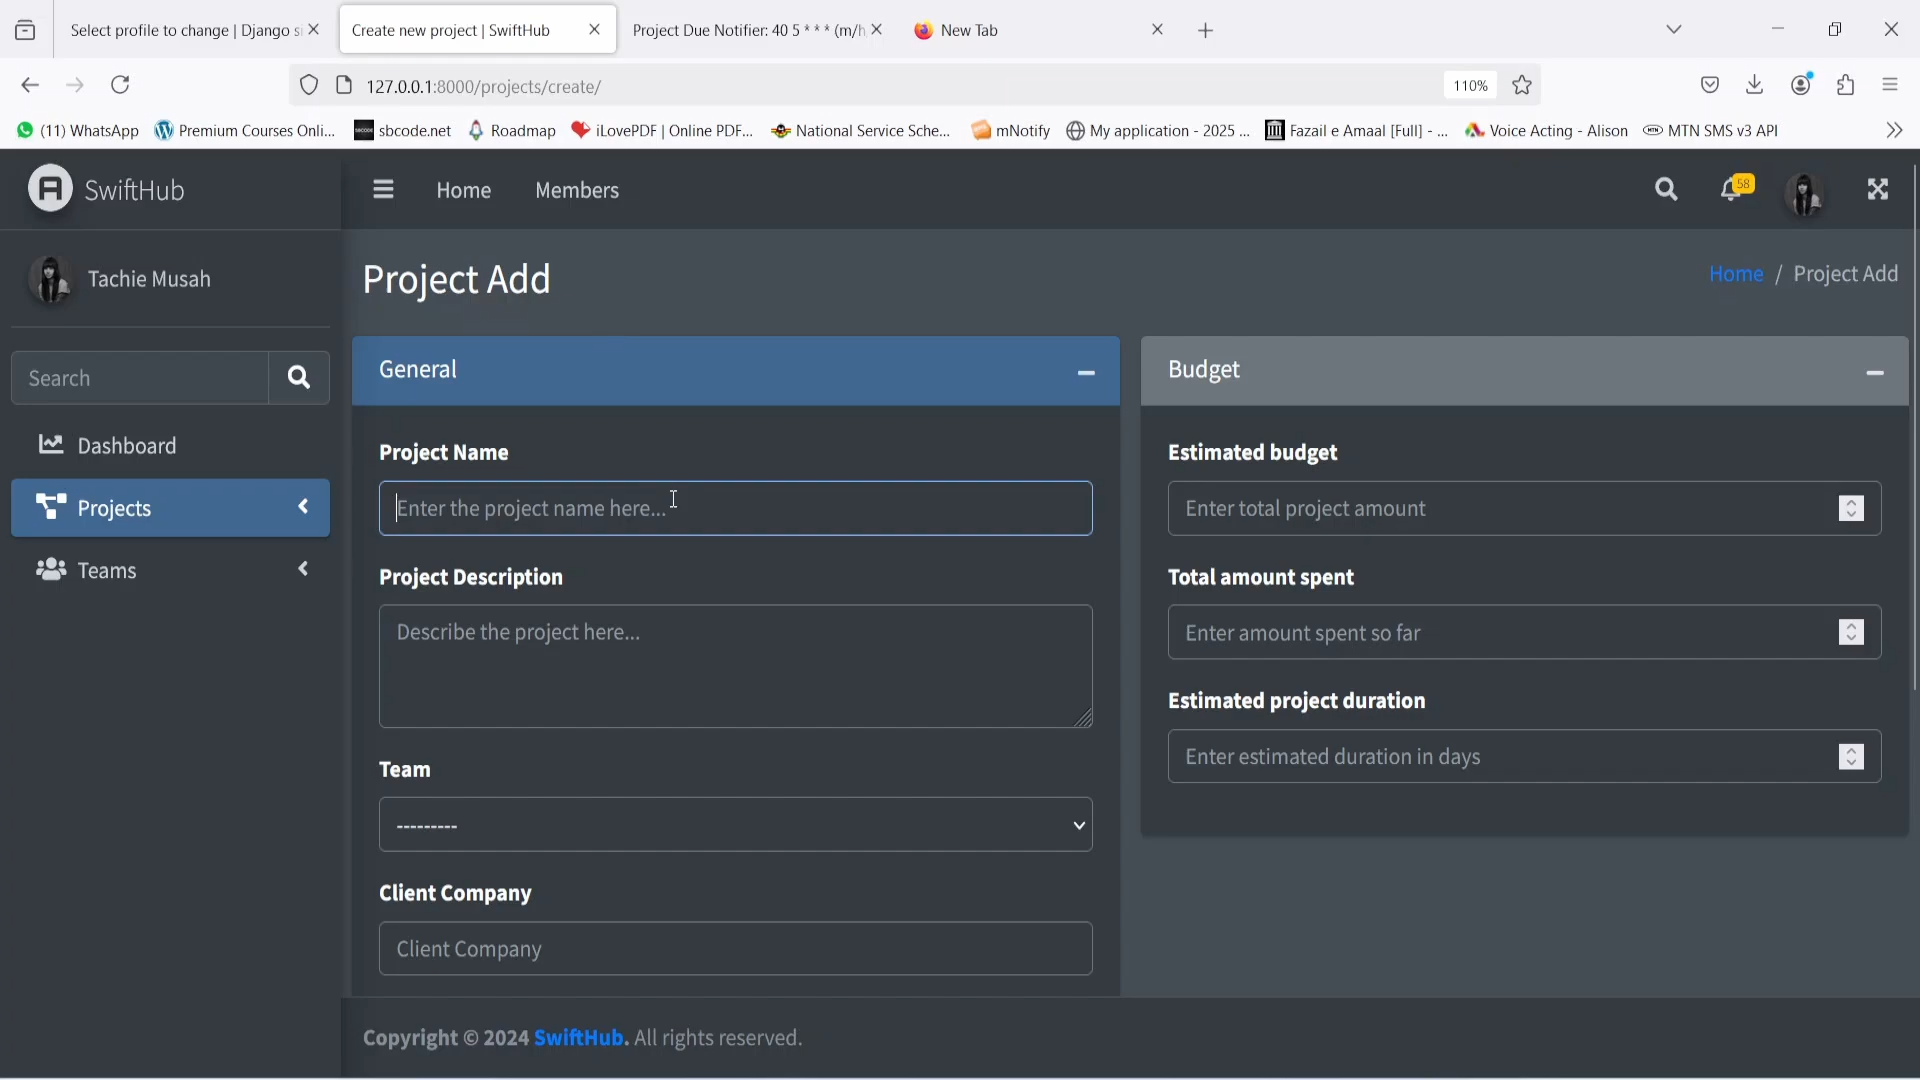 Select profile to change | Django si
Create new project | SwiftHub
Project Due Notifier: 40 5 * * * (m/h
New Tab
127.0.0.1:8000/projects/create/
110%
(11) WhatsApp
Premium Courses Onli...
sbcode.net
Roadmap
iLovePDF | Online PDF...
National Service Sche...
mNotify
My application - 2025 ...
Fazail e Amaal [Full] - ...
Voice Acting - Alison
MTN SMS v3 API
SwiftHub
Home
Members
58
Tachie Musah
Project Add
Home / Project Add
Search
Dashboard
Projects
Teams
General
Project Name
Enter the project name here...
Project Description
Describe the project here...
Team
---------
Client Company
Client Company
Budget
Estimated budget
Enter total project amount
Total amount spent
Enter amount spent so far
Estimated project duration
Enter estimated duration in days
Copyright © 2024 SwiftHub. All rights reserved.